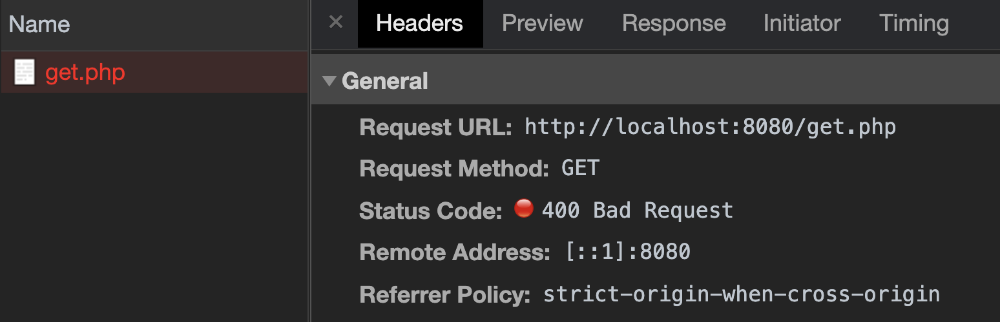 Name
get.php
× Headers Preview Response Initiator Timing
General
Request URL: http://localhost:8080/get.php
Request Method: GET
Status Code: 400 Bad Request
Remote Address: [::1]:8080
Referrer Policy: strict-origin-when-cross-origin